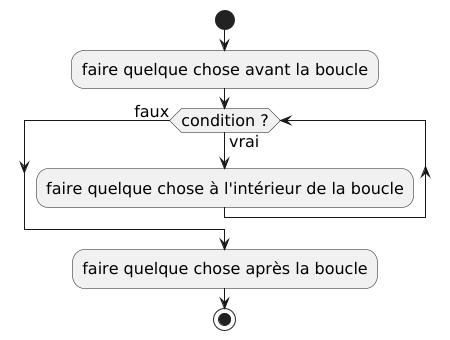 faire quelque chose avant la boucle
faux
condition ?
vrai
faire quelque chose à l'intérieur de la boucle
faire quelque chose après la boucle